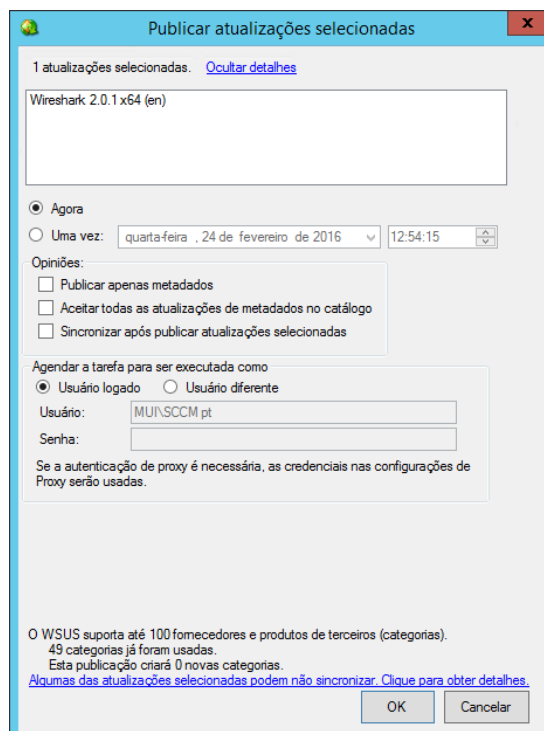 Publicar atualizações selecionadas
x
1 atualizações selecionadas. Ocultar detalhes
Wireshark 2.0.1 x64 (en)
Agora
Uma vez: quarta-feira , 24 de fevereiro de 2016 12:54:15
Opiniões:
Publicar apenas metadados
Aceitar todas as atualizações de metadados no catálogo
Sincronizar após publicar atualizações selecionadas
Agendar a tarefa para ser executada como
Usuário logado Usuário diferente
Usuário: MUI\SCCM pt
Senha:
Se a autenticação de proxy é necessária, as credenciais nas configurações de
Proxy serão usadas.
O WSUS suporta até 100 fornecedores e produtos de terceiros (categorias).
49 categorias já foram usadas.
Esta publicação criará 0 novas categorias.
Algumas das atualizações selecionadas podem não sincronizar. Clique para obter detalhes.
OK Cancelar